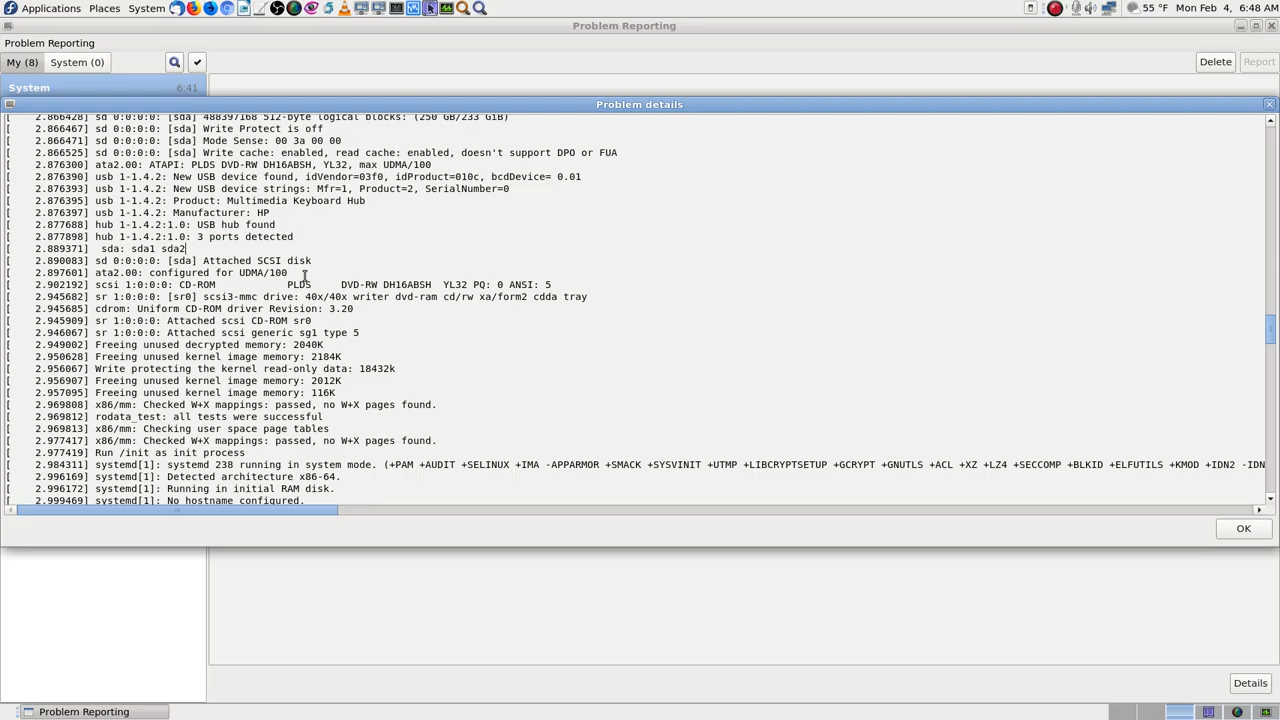 Applications Places System 55 °F Mon Feb 4, 6:48 AM
Problem Reporting
Problem Reporting
My (8) System (0) Delete Report
System 6:41
Problem details
[ 2.866428] sd 0:0:0:0: [sda] 488397168 512-byte logical blocks: (250 GB/233 GiB)
[ 2.866467] sd 0:0:0:0: [sda] Write Protect is off
[ 2.866471] sd 0:0:0:0: [sda] Mode Sense: 00 3a 00 00
[ 2.866525] sd 0:0:0:0: [sda] Write cache: enabled, read cache: enabled, doesn't support DPO or FUA
[ 2.876300] ata2.00: ATAPI: PLDS DVD-RW DH16ABSH, YL32, max UDMA/100
[ 2.876390] usb 1-1.4.2: New USB device found, idVendor=03f0, idProduct=010c, bcdDevice= 0.01
[ 2.876393] usb 1-1.4.2: New USB device strings: Mfr=1, Product=2, SerialNumber=0
[ 2.876395] usb 1-1.4.2: Product: Multimedia Keyboard Hub
[ 2.876397] usb 1-1.4.2: Manufacturer: HP
[ 2.877688] hub 1-1.4.2:1.0: USB hub found
[ 2.877898] hub 1-1.4.2:1.0: 3 ports detected
[ 2.889371] sda: sda1 sda2
[ 2.890083] sd 0:0:0:0: [sda] Attached SCSI disk
[ 2.897601] ata2.00: configured for UDMA/100
[ 2.902192] scsi 1:0:0:0: CD-ROM PLDS DVD-RW DH16ABSH YL32 PQ: 0 ANSI: 5
[ 2.945682] sr 1:0:0:0: [sr0] scsi3-mmc drive: 40x/40x writer dvd-ram cd/rw xa/form2 cdda tray
[ 2.945685] cdrom: Uniform CD-ROM driver Revision: 3.20
[ 2.945909] sr 1:0:0:0: Attached scsi CD-ROM sr0
[ 2.946067] sr 1:0:0:0: Attached scsi generic sg1 type 5
[ 2.949002] Freeing unused decrypted memory: 2040K
[ 2.950628] Freeing unused kernel image memory: 2184K
[ 2.956067] Write protecting the kernel read-only data: 18432k
[ 2.956907] Freeing unused kernel image memory: 2012K
[ 2.957095] Freeing unused kernel image memory: 116K
[ 2.969808] x86/mm: Checked W+X mappings: passed, no W+X pages found.
[ 2.969812] rodata_test: all tests were successful
[ 2.969813] x86/mm: Checking user space page tables
[ 2.977417] x86/mm: Checked W+X mappings: passed, no W+X pages found.
[ 2.977419] Run /init as init process
[ 2.984311] systemd[1]: systemd 238 running in system mode. (+PAM +AUDIT +SELINUX +IMA -APPARMOR +SMACK +SYSVINIT +UTMP +LIBCRYPTSETUP +GCRYPT +GNUTLS +ACL +XZ +LZ4 +SECCOMP +BLKID +ELFUTILS +KMOD +IDN2 -IDN
[ 2.996169] systemd[1]: Detected architecture x86-64.
[ 2.996172] systemd[1]: Running in initial RAM disk.
[ 2.999469] systemd[1]: No hostname configured.
OK
Details
Problem Reporting